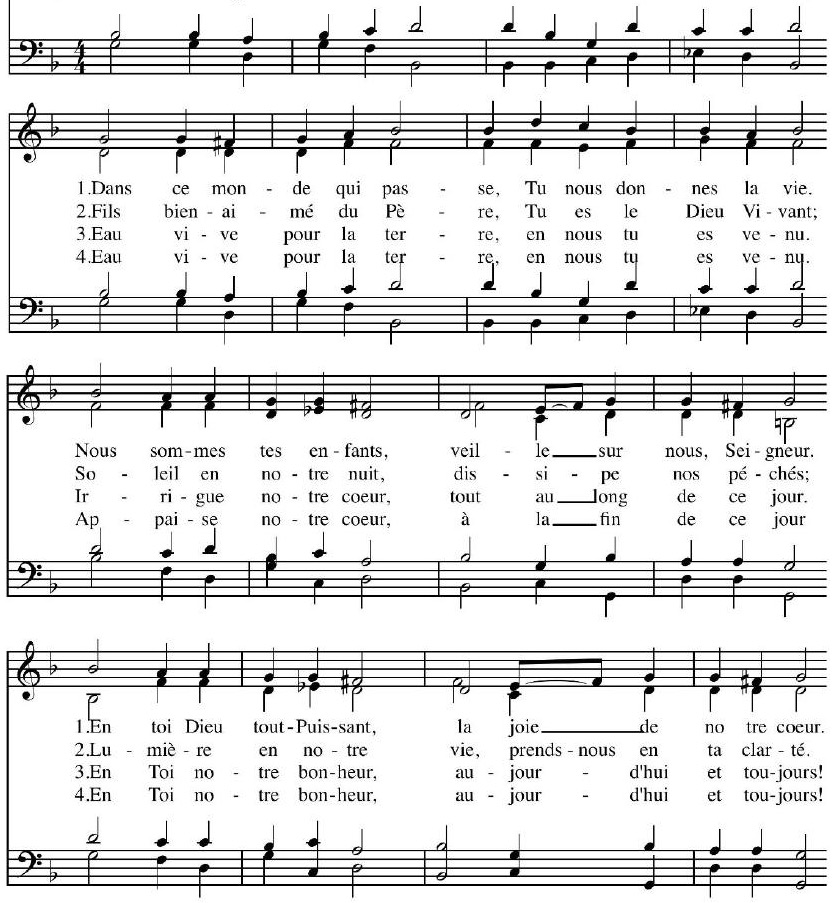 1.Dans ce mon - de qui pas - se, Tu nous don - nes la vie.
2.Fils bien - ai - mé du Pè - re, Tu es le Dieu Vi - vant;
3.Eau vi - ve pour la ter - re, en nous tu es ve - nu.
4.Eau vi - ve pour la ter - re, en nous tu es ve - nu.
Nous som-mes tes en - fants, veil - le sur nous, Sei - gneur.
So - leil en no - tre nuit, dis - si - pe nos pé - chés;
Ir - ri - gue no - tre coeur, tout au long de ce jour.
Ap - pai - se no - tre coeur, à la fin de ce jour
1.En toi Dieu tout-Puis-sant, la joie de no tre coeur.
2.Lu - miè - re en no - tre vie, prends - nous en ta clar - té.
3.En Toi no - tre bon-heur, au - jour - d'hui et tou-jours!
4.En Toi no - tre bon-heur, au - jour - d'hui et tou-jours!